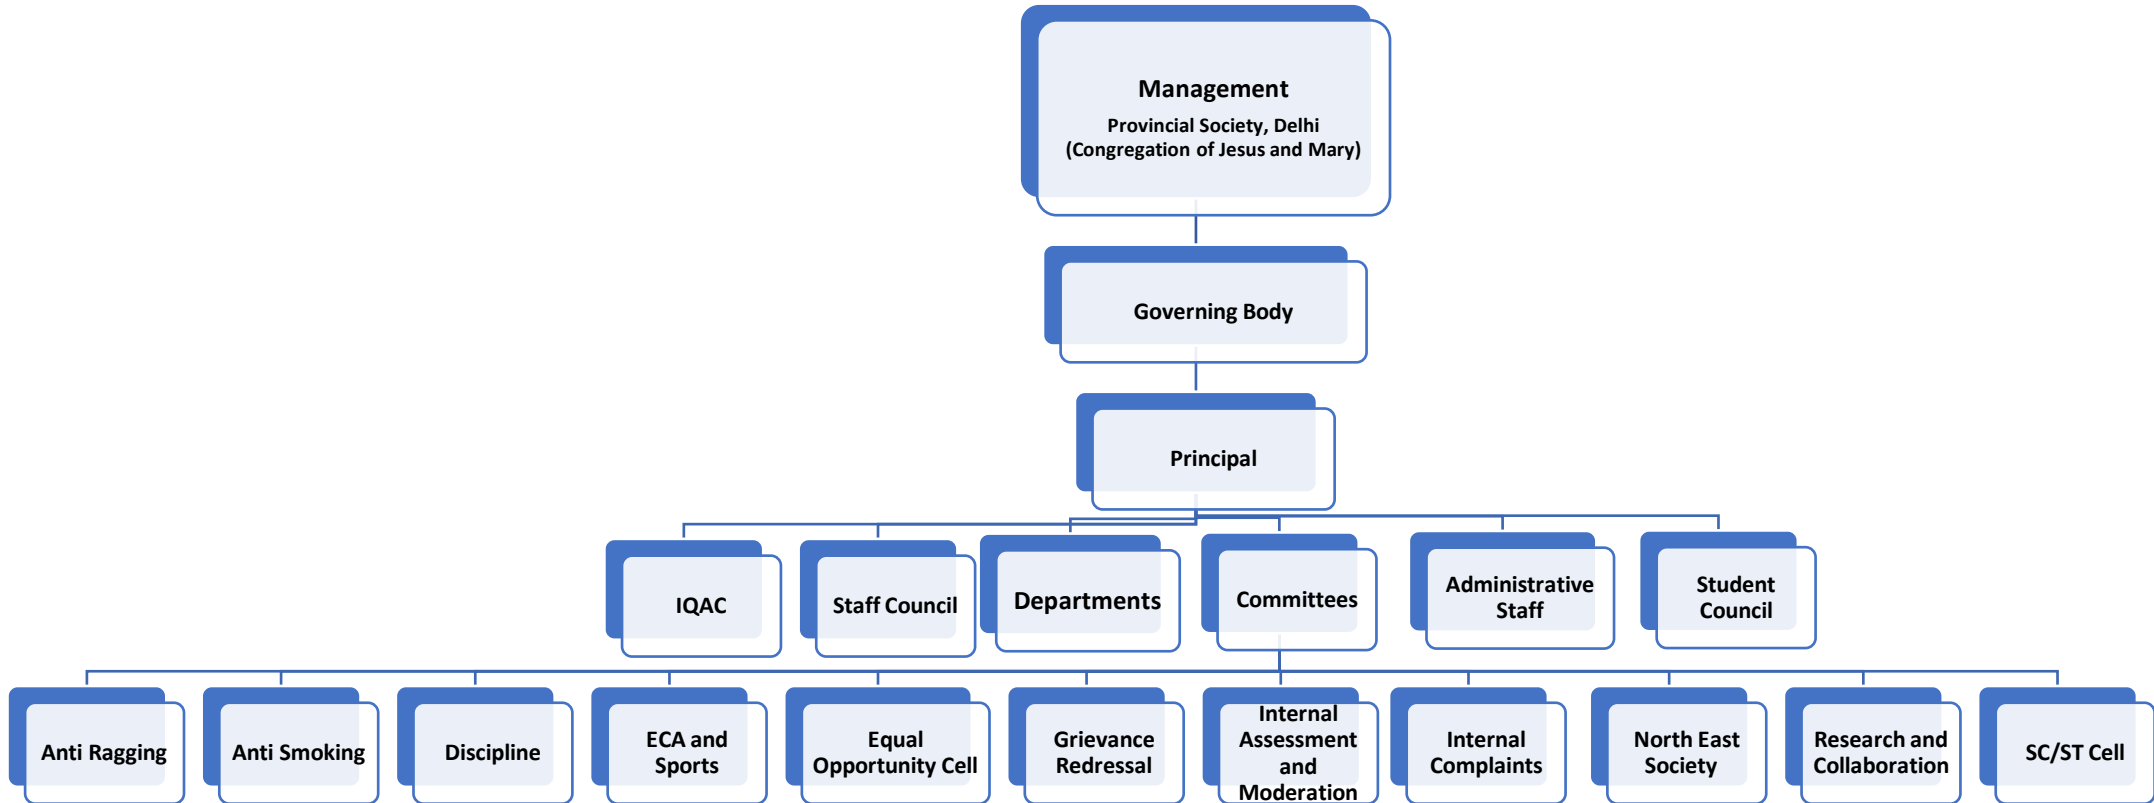 Management
Provincial Society, Delhi
(Congregation of Jesus and Mary)
Governing Body
Principal
IQAC
Staff Council
Departments
Committees
Administrative
Staff
Student
Council
Anti Ragging
Anti Smoking
Discipline
ECA and
Sports
Equal
Opportunity Cell
Grievance
Redressal
Internal
Assessment
and
Moderation
Internal
Complaints
North East
Society
Research and
Collaboration
SC/ST Cell